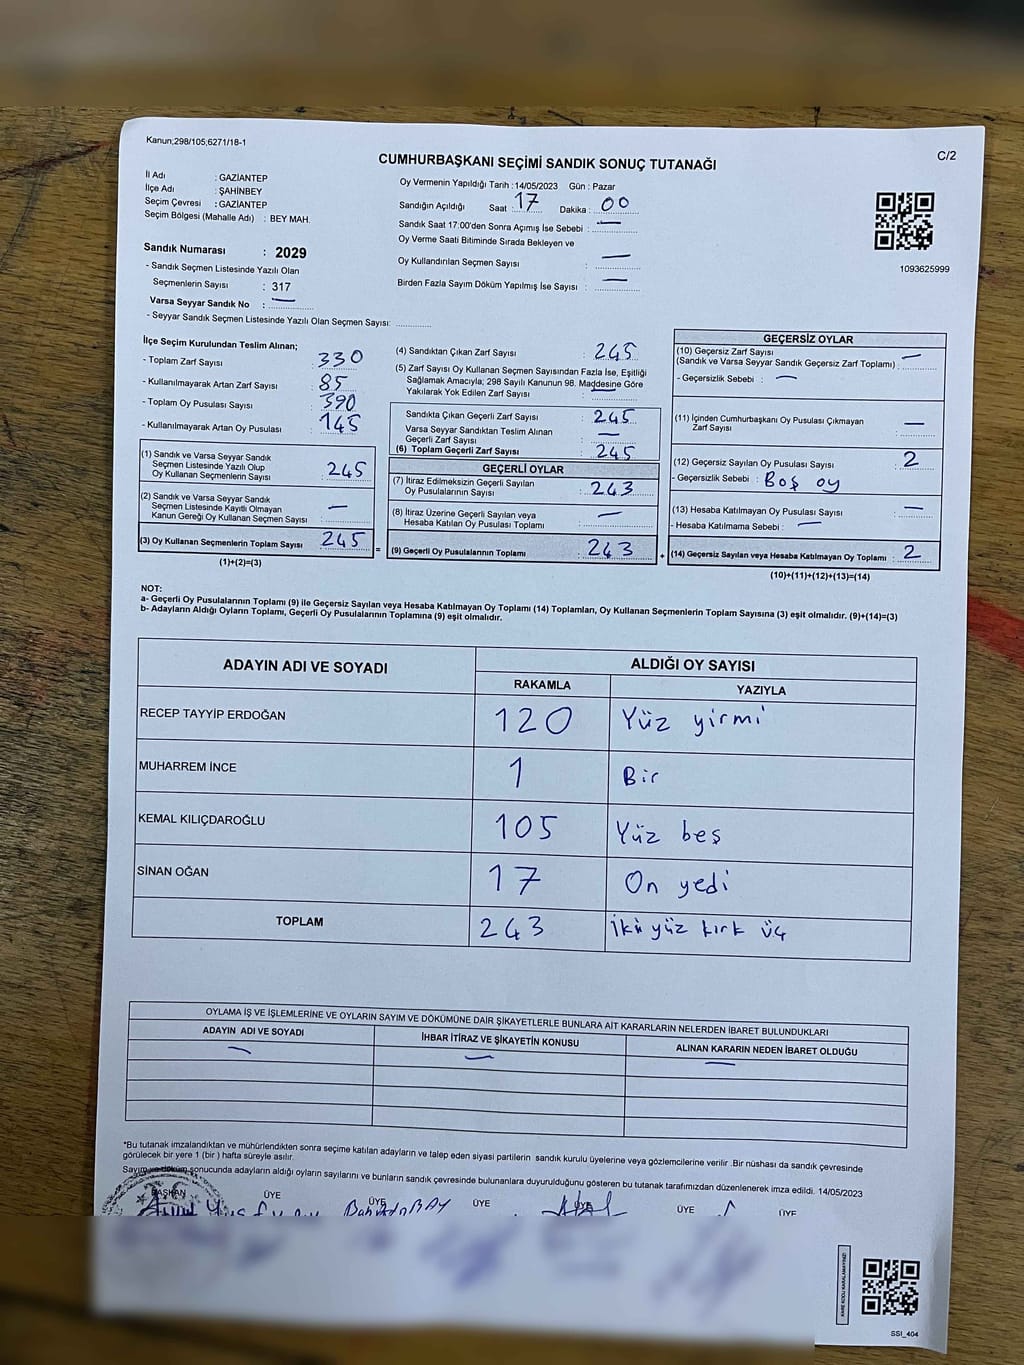 Kanun;298/105;6271/18-1
CUMHURBAŞKANI SEÇİMİ SANDIK SONUÇ TUTANAĞI
C/2
İl Adı : GAZİANTEP
İlçe Adı : ŞAHİNBEY
Seçim Çevresi : GAZİANTEP
Seçim Bölgesi (Mahalle Adı) : BEY MAH.
Sandık Numarası : 2029
- Sandık Seçmen Listesinde Yazılı Olan
Seçmenlerin Sayısı : 317
Varsa Seyyar Sandık No : —
- Seyyar Sandık Seçmen Listesinde Yazılı Olan Seçmen Sayısı:
Oy Vermenin Yapıldığı Tarih : 14/05/2023 Gün : Pazar
Sandığın Açıldığı Saat : 17 Dakika : 00
Sandık Saat 17:00'den Sonra Açımış İse Sebebi : —
Oy Verme Saati Bitiminde Sırada Bekleyen ve
Oy Kullandırılan Seçmen Sayısı : —
Birden Fazla Sayım Döküm Yapılmış İse Sayısı : —
1093625999
İlçe Seçim Kurulundan Teslim Alınan;
- Toplam Zarf Sayısı : 330
- Kullanılmayarak Artan Zarf Sayısı : 85
- Toplam Oy Pusulası Sayısı : 390
- Kullanılmayarak Artan Oy Pusulası : 145
(1) Sandık ve Varsa Seyyar Sandık
Seçmen Listesinde Yazılı Olup
Oy Kullanan Seçmenlerin Sayısı : 245
(2) Sandık ve Varsa Seyyar Sandık
Seçmen Listesinde Kayıtlı Olmayan
Kanun Gereği Oy Kullanan Seçmen Sayısı : —
(3) Oy Kullanan Seçmenlerin Toplam Sayısı : 245
(1)+(2)=(3)
(4) Sandıktan Çıkan Zarf Sayısı : 245
(5) Zarf Sayısı Oy Kullanan Seçmen Sayısından Fazla İse, Eşitliği
Sağlamak Amacıyla; 298 Sayılı Kanunun 98. Maddesine Göre
Yakılarak Yok Edilen Zarf Sayısı : —
Sandıkta Çıkan Geçerli Zarf Sayısı : 245
Varsa Seyyar Sandıktan Teslim Alınan
Geçerli Zarf Sayısı : —
(6) Toplam Geçerli Zarf Sayısı : 245
GEÇERLİ OYLAR
(7) İtiraz Edilmeksizin Geçerli Sayılan
Oy Pusulalarının Sayısı : 243
(8) İtiraz Üzerine Geçerli Sayılan veya
Hesaba Katılan Oy Pusulası Toplamı : —
= (9) Geçerli Oy Pusulalarının Toplamı : 243
GEÇERSİZ OYLAR
(10) Geçersiz Zarf Sayısı
(Sandık ve Varsa Seyyar Sandık Geçersiz Zarf Toplamı) : —
- Geçersizlik Sebebi : —
(11) İçinden Cumhurbaşkanı Oy Pusulası Çıkmayan
Zarf Sayısı : —
(12) Geçersiz Sayılan Oy Pusulası Sayısı : 2
- Geçersizlik Sebebi : Boş oy
(13) Hesaba Katılmayan Oy Pusulası Sayısı : —
- Hesaba Katılmama Sebebi : —
+ (14) Geçersiz Sayılan veya Hesaba Katılmayan Oy Toplamı : 2
(10)+(11)+(12)+(13)=(14)
NOT:
a- Geçerli Oy Pusulalarının Toplamı (9) ile Geçersiz Sayılan veya Hesaba Katılmayan Oy Toplamı (14) Toplamları, Oy Kullanan Seçmenlerin Toplam Sayısına (3) eşit olmalıdır. (9)+(14)=(3)
b- Adayların Aldığı Oyların Toplamı, Geçerli Oy Pusulalarının Toplamına (9) eşit olmalıdır.
ADAYIN ADI VE SOYADI ALDIĞI OY SAYISI
RAKAMLA YAZIYLA
RECEP TAYYİP ERDOĞAN 120 Yüz yirmi
MUHARREM İNCE 1 Bir
KEMAL KILIÇDAROĞLU 105 Yüz beş
SİNAN OĞAN 17 On yedi
TOPLAM 243 İki yüz kırk üç
OYLAMA İŞ VE İŞLEMLERİNE VE OYLARIN SAYIM VE DÖKÜMÜNE DAİR ŞİKAYETLERLE BUNLARA AİT KARARLARIN NELERDEN İBARET BULUNDUKLARI
ADAYIN ADI VE SOYADI İHBAR İTİRAZ VE ŞİKAYETİN KONUSU ALINAN KARARIN NEDEN İBARET OLDUĞU
— — —
*Bu tutanak imzalandıktan ve mühürlendikten sonra seçime katılan adayların ve talep eden siyasi partilerin sandık kurulu üyelerine veya gözlemcilerine verilir .Bir nüshası da sandık çevresinde
görülecek bir yere 1 (bir ) hafta süreyle asılır.
Sayım ve döküm sonucunda adayların aldığı oyların sayılarını ve bunların sandık çevresinde bulunanlara duyurulduğunu gösteren bu tutanak tarafımızdan düzenlenerek imza edildi. 14/05/2023
BAŞKAN ÜYE ÜYE ÜYE ÜYE ÜYE ÜYE
SSI_404